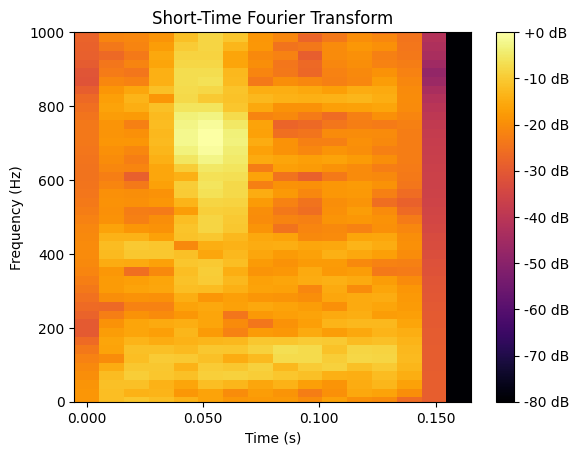 Short-Time Fourier Transform
Frequency (Hz)
1000
800
600
400
200
0
0.000
0.050
0.100
0.150
Time (s)
+0 dB
-10 dB
-20 dB
-30 dB
-40 dB
-50 dB
-60 dB
-70 dB
-80 dB